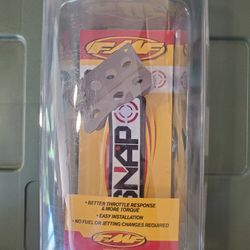 FMF
SNAP
• BETTER THROTTLE RESPONSE
& MORE TORQUE
• EASY INSTALLATION
• NO FUEL OR JETTING CHANGES REQUIRED
FMF